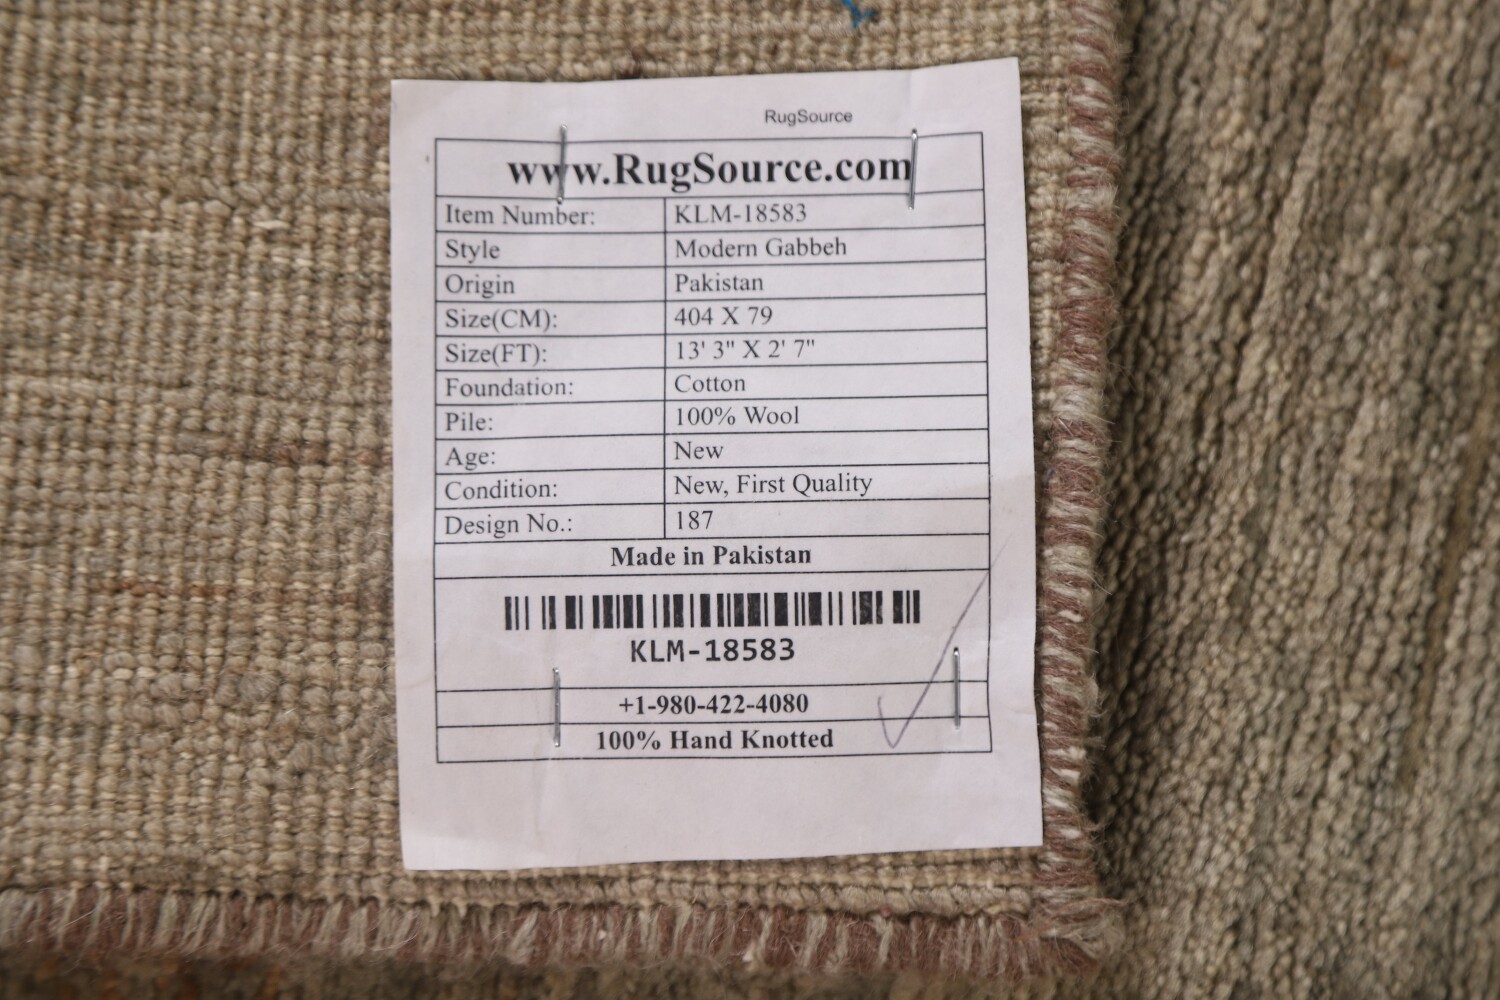 RugSource
www.RugSource.com
Item Number: KLM-18583
Style Modern Gabbeh
Origin Pakistan
Size(CM): 404 X 79
Size(FT): 13' 3" X 2' 7"
Foundation: Cotton
Pile: 100% Wool
Age: New
Condition: New, First Quality
Design No.: 187
Made in Pakistan
KLM-18583
+1-980-422-4080
100% Hand Knotted